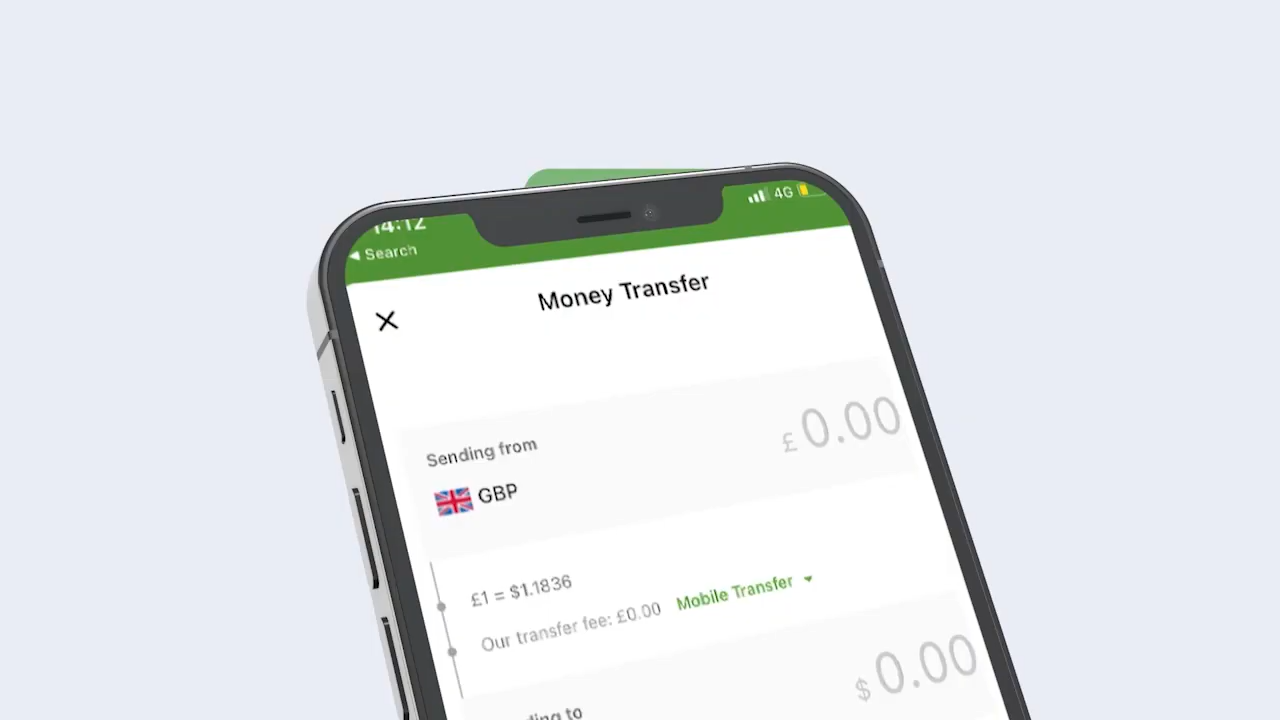 14:12
4G
Search
Money Transfer
Sending from
£ 0.00
GBP
£1 = $1.1836
Our transfer fee: £0.00 Mobile Transfer
$ 0.00
to